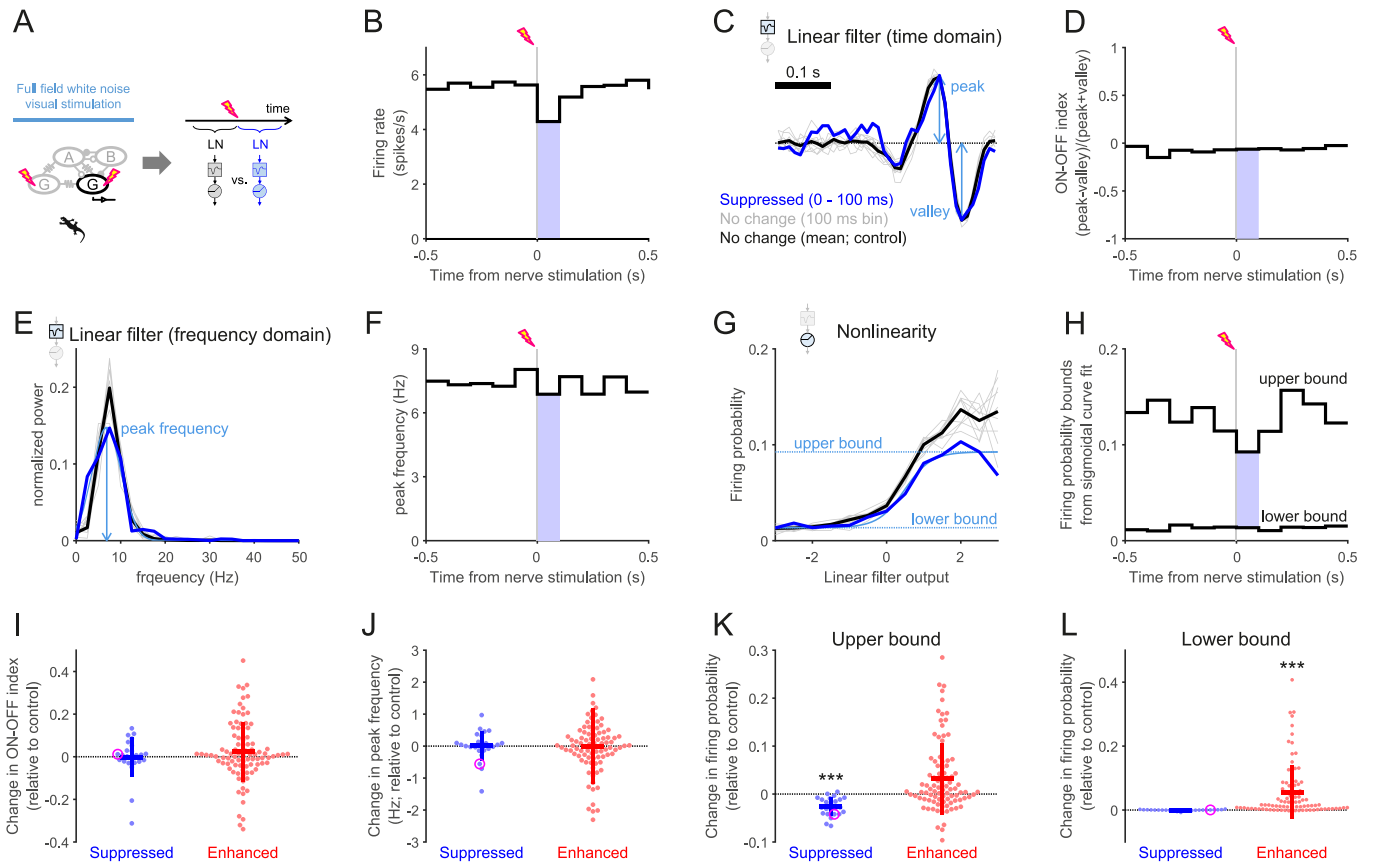 A
Full field white noise
visual stimulation
A
B
G
G
time
LN
LN
vs.
B
Firing rate
(spikes/s)
6
4
2
0
-0.5
0
0.5
Time from nerve stimulation (s)
C
Linear filter (time domain)
0.1 s
peak
valley
Suppressed (0 - 100 ms)
No change (100 ms bin)
No change (mean; control)
D
ON-OFF index
(peak-valley)/(peak+valley)
1
0.5
0
-0.5
-1
-0.5
0
0.5
Time from nerve stimulation (s)
E
Linear filter (frequency domain)
normalized power
0.2
0.1
0
peak frequency
0
10
20
30
40
50
frqeuency (Hz)
F
peak frequency (Hz)
9
6
3
0
-0.5
0
0.5
Time from nerve stimulation (s)
G
Nonlinearity
Firing probability
0.2
0.1
0
upper bound
lower bound
-2
0
2
Linear filter output
H
Firing probability bounds
from sigmoidal curve fit
0.2
0.1
0
upper bound
lower bound
-0.5
0
0.5
Time from nerve stimulation (s)
I
Change in ON-OFF index
(relative to control)
0.4
0.2
0
-0.2
-0.4
Suppressed
Enhanced
J
Change in peak frequency
(Hz; relative to control)
3
2
1
0
-1
-2
-3
Suppressed
Enhanced
K
Upper bound
Change in firing probability
(relative to control)
0.3
0.2
0.1
0
-0.1
***
Suppressed
Enhanced
L
Lower bound
Change in firing probability
(relative to control)
0.4
0.2
0
-0.1
***
Suppressed
Enhanced